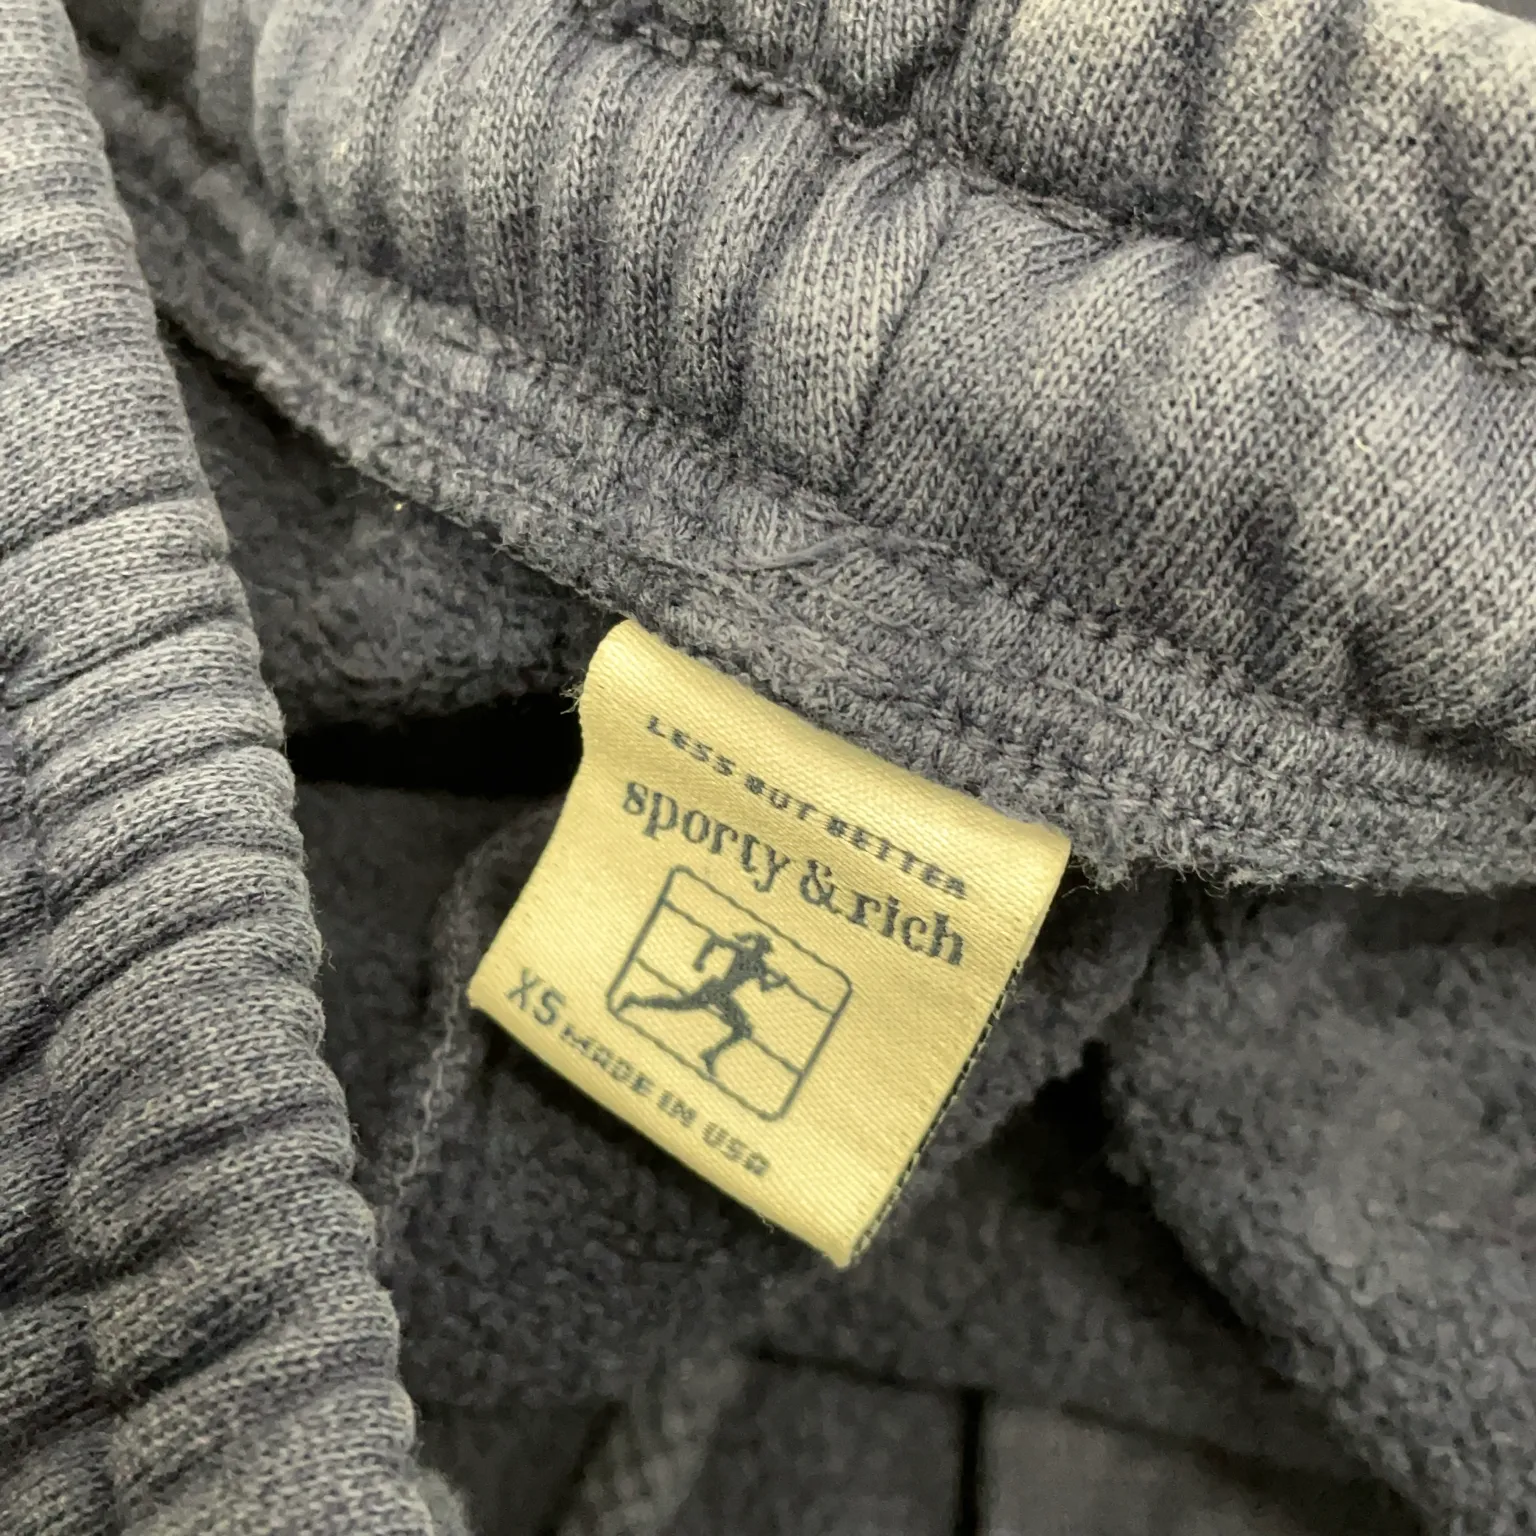 LESS BUT BETTER
sporty & rich
XS MADE IN USA